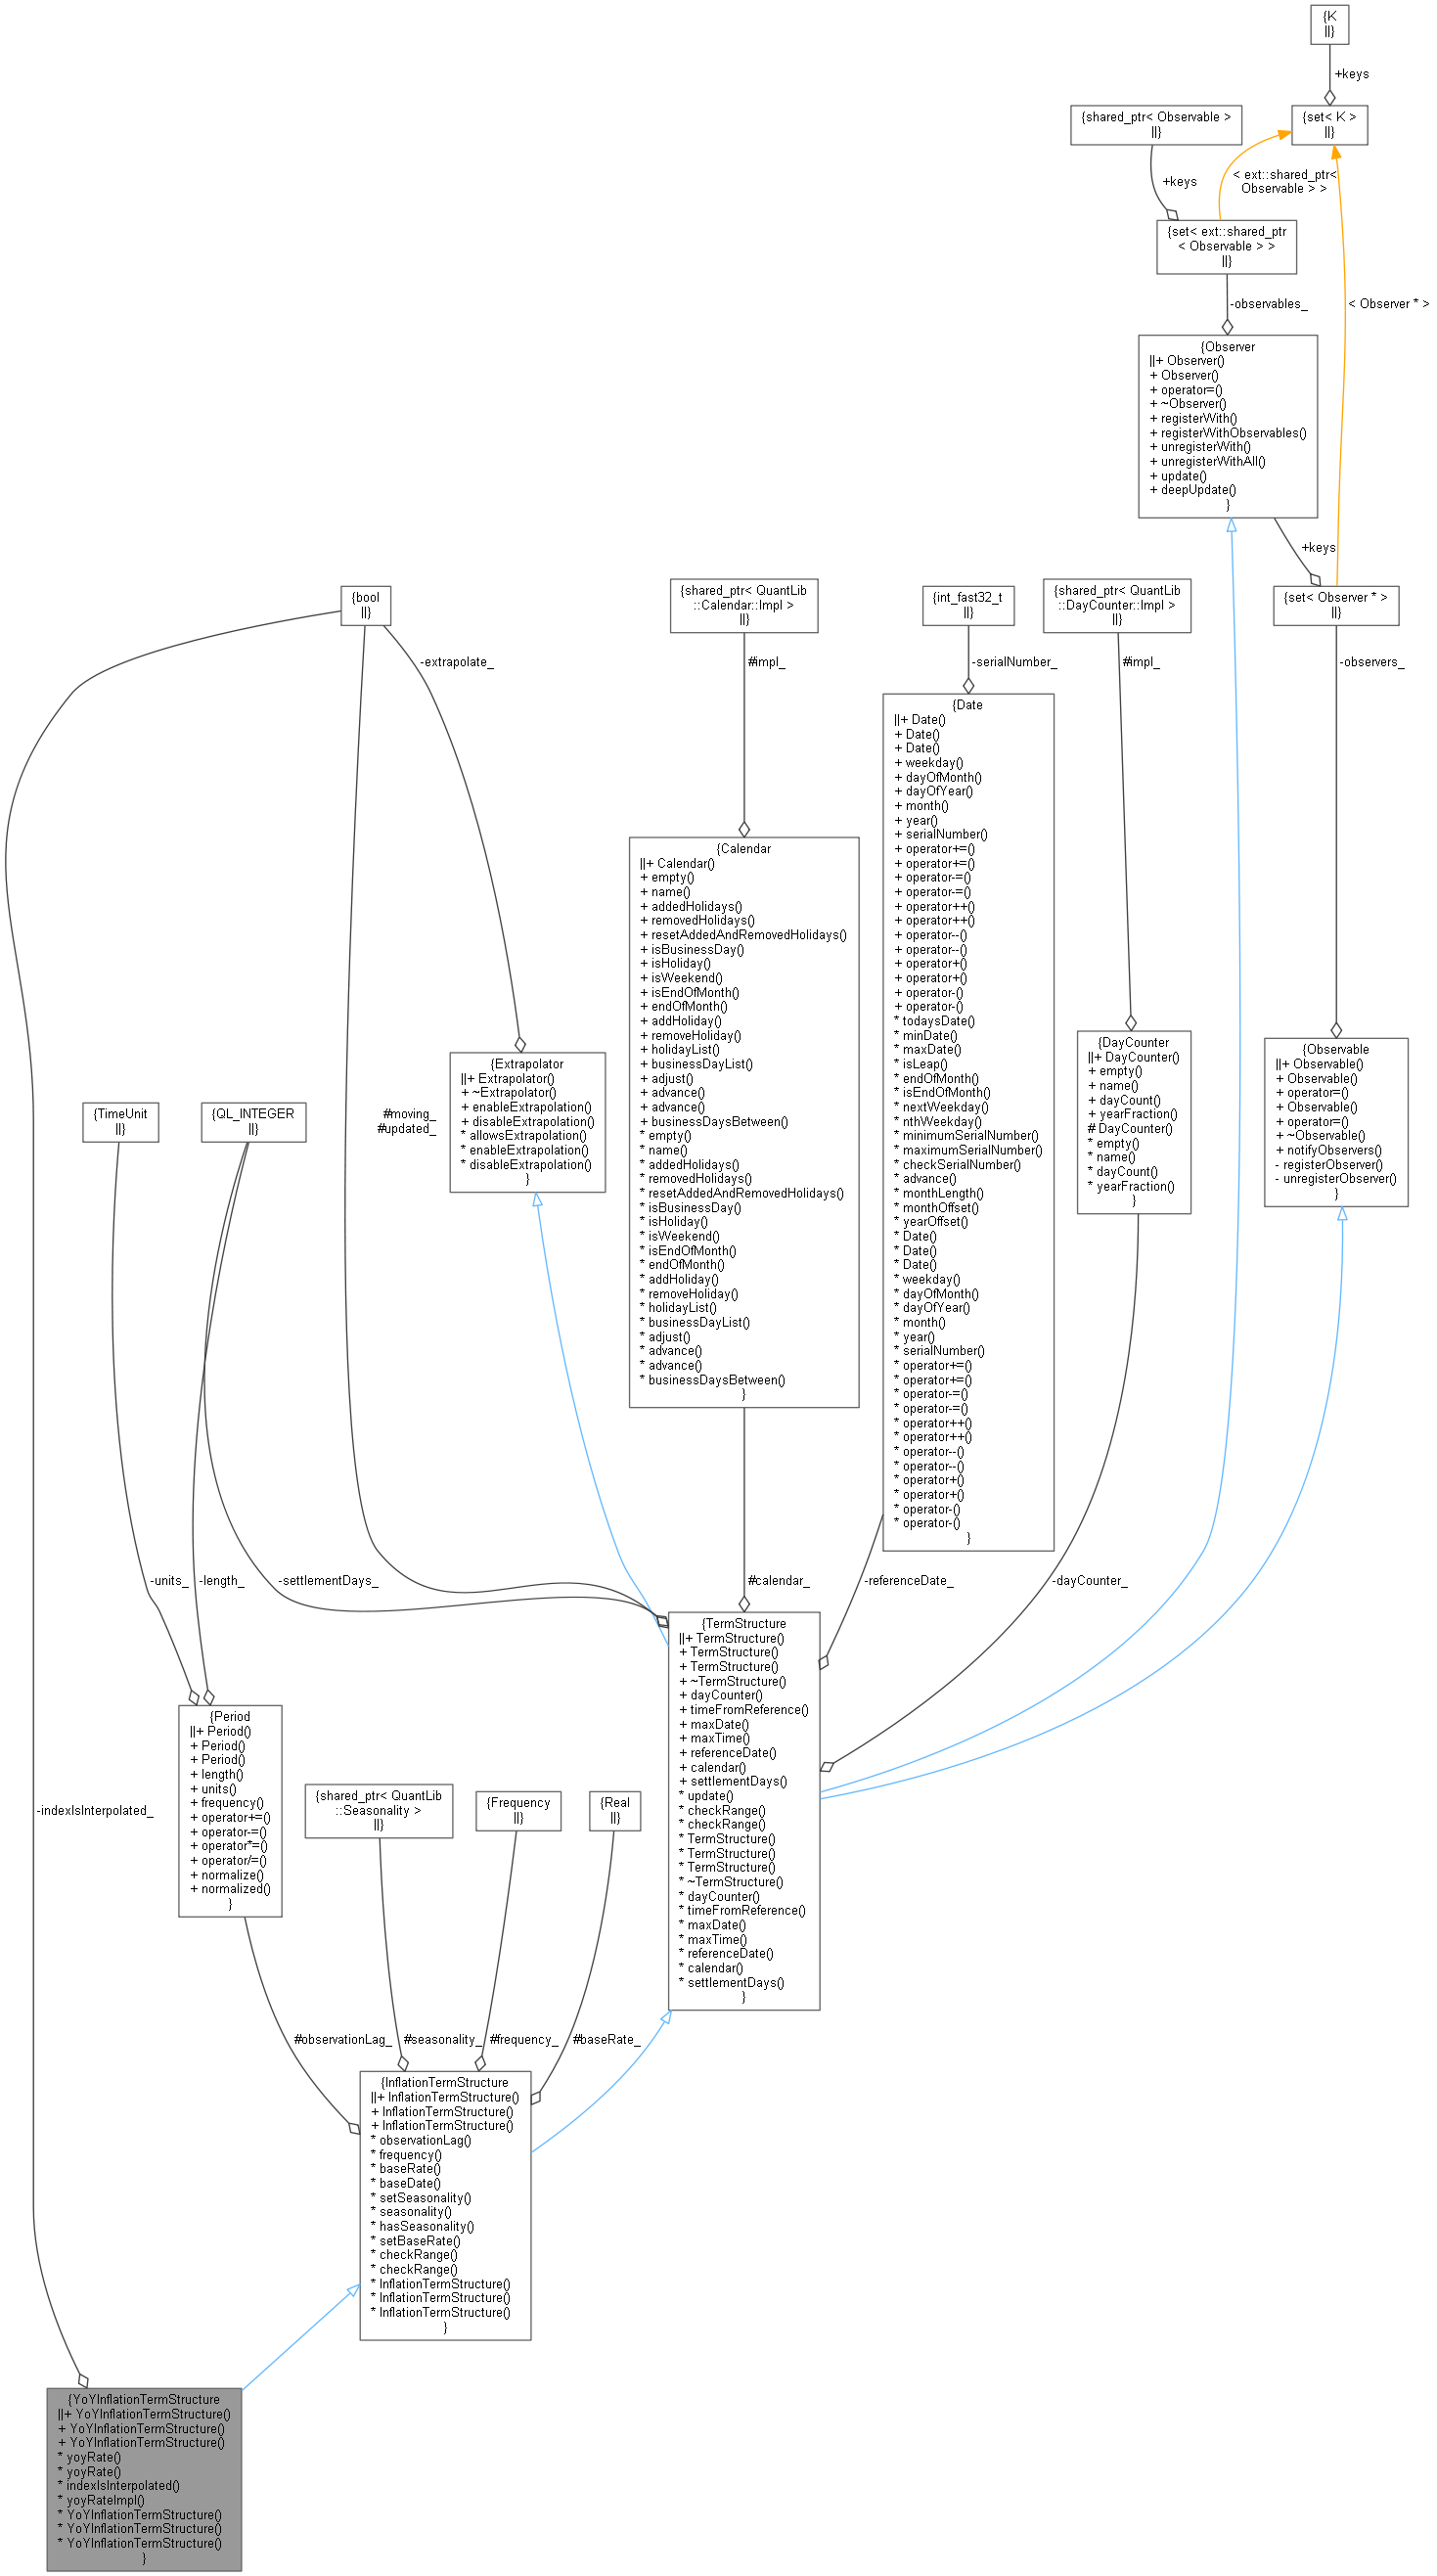 {K
||}
+keys
{shared_ptr< Observable >
||}
{set< K >
||}
+keys
< ext::shared_ptr<
Observable > >
{set< ext::shared_ptr
< Observable > >
||}
-observables_
< Observer * >
{Observer
||+ Observer()
+ Observer()
+ operator=()
+ ~Observer()
+ registerWith()
+ registerWithObservables()
+ unregisterWith()
+ unregisterWithAll()
+ update()
+ deepUpdate()
}
+keys
{bool
||}
{shared_ptr< QuantLib
::Calendar::Impl >
||}
{int_fast32_t
||}
{shared_ptr< QuantLib
::DayCounter::Impl >
||}
{set< Observer * >
||}
-extrapolate_
#impl_
-serialNumber_
#impl_
-observers_
{Date
||+ Date()
+ Date()
+ Date()
+ weekday()
+ dayOfMonth()
+ dayOfYear()
+ month()
+ year()
+ serialNumber()
+ operator+=()
+ operator+=()
+ operator-=()
+ operator-=()
+ operator++()
+ operator++()
+ operator--()
+ operator--()
+ operator+()
+ operator+()
+ operator-()
+ operator-()
* todaysDate()
* minDate()
* maxDate()
* isLeap()
* endOfMonth()
* isEndOfMonth()
* nextWeekday()
* nthWeekday()
* minimumSerialNumber()
* maximumSerialNumber()
* checkSerialNumber()
* advance()
* monthLength()
* monthOffset()
* yearOffset()
* Date()
* Date()
* Date()
* weekday()
* dayOfMonth()
* dayOfYear()
* month()
* year()
* serialNumber()
* operator+=()
* operator+=()
* operator-=()
* operator-=()
* operator++()
* operator++()
* operator--()
* operator--()
* operator+()
* operator+()
* operator-()
* operator-()
}
{Calendar
||+ Calendar()
+ empty()
+ name()
+ addedHolidays()
+ removedHolidays()
+ resetAddedAndRemovedHolidays()
+ isBusinessDay()
+ isHoliday()
+ isWeekend()
+ isEndOfMonth()
+ endOfMonth()
+ addHoliday()
+ removeHoliday()
+ holidayList()
+ businessDayList()
+ adjust()
+ advance()
+ advance()
+ businessDaysBetween()
* empty()
* name()
* addedHolidays()
* removedHolidays()
* resetAddedAndRemovedHolidays()
* isBusinessDay()
* isHoliday()
* isWeekend()
* isEndOfMonth()
* endOfMonth()
* addHoliday()
* removeHoliday()
* holidayList()
* businessDayList()
* adjust()
* advance()
* advance()
* businessDaysBetween()
}
{DayCounter
||+ DayCounter()
+ empty()
+ name()
+ dayCount()
+ yearFraction()
# DayCounter()
* empty()
* name()
* dayCount()
* yearFraction()
}
{Observable
||+ Observable()
+ Observable()
+ operator=()
+ Observable()
+ operator=()
+ ~Observable()
+ notifyObservers()
- registerObserver()
- unregisterObserver()
}
{Extrapolator
||+ Extrapolator()
+ ~Extrapolator()
+ enableExtrapolation()
+ disableExtrapolation()
* allowsExtrapolation()
* enableExtrapolation()
* disableExtrapolation()
}
{TimeUnit
||}
{QL_INTEGER
||}
#moving_
#updated_
-units_
-length_
-settlementDays_
#calendar_
-referenceDate_
-dayCounter_
{TermStructure
||+ TermStructure()
+ TermStructure()
+ TermStructure()
+ ~TermStructure()
+ dayCounter()
+ timeFromReference()
+ maxDate()
+ maxTime()
+ referenceDate()
+ calendar()
+ settlementDays()
* update()
* checkRange()
* checkRange()
* TermStructure()
* TermStructure()
* TermStructure()
* ~TermStructure()
* dayCounter()
* timeFromReference()
* maxDate()
* maxTime()
* referenceDate()
* calendar()
* settlementDays()
}
{Period
||+ Period()
+ Period()
+ Period()
+ length()
+ units()
+ frequency()
+ operator+=()
+ operator-=()
+ operator*=()
+ operator/=()
+ normalize()
+ normalized()
}
-indexIsInterpolated_
{shared_ptr< QuantLib
::Seasonality >
||}
{Frequency
||}
{Real
||}
#observationLag_
#seasonality_
#frequency_
#baseRate_
{InflationTermStructure
||+ InflationTermStructure()
+ InflationTermStructure()
+ InflationTermStructure()
* observationLag()
* frequency()
* baseRate()
* baseDate()
* setSeasonality()
* seasonality()
* hasSeasonality()
* setBaseRate()
* checkRange()
* checkRange()
* InflationTermStructure()
* InflationTermStructure()
* InflationTermStructure()
}
{YoYInflationTermStructure
||+ YoYInflationTermStructure()
+ YoYInflationTermStructure()
+ YoYInflationTermStructure()
* yoyRate()
* yoyRate()
* indexIsInterpolated()
* yoyRateImpl()
* YoYInflationTermStructure()
* YoYInflationTermStructure()
* YoYInflationTermStructure()
}